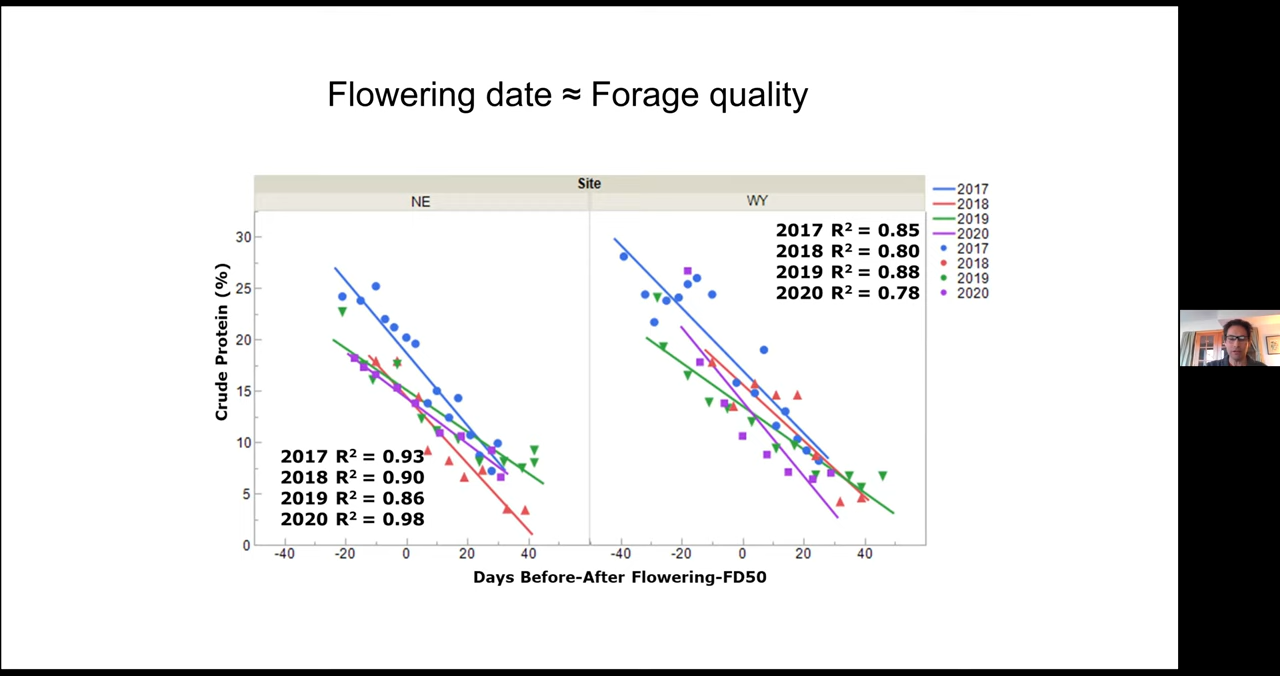 Flowering date ≈ Forage quality
Site
NE
WY
2017
2018
2019
2020
2017
2018
2019
2020
2017 R² = 0.85
2018 R² = 0.80
2019 R² = 0.88
2020 R² = 0.78
2017 R² = 0.93
2018 R² = 0.90
2019 R² = 0.86
2020 R² = 0.98
Crude Protein (%)
30
25
20
15
10
5
0
-40 -20 0 20 40
-40 -20 0 20 40
Days Before-After Flowering-FD50